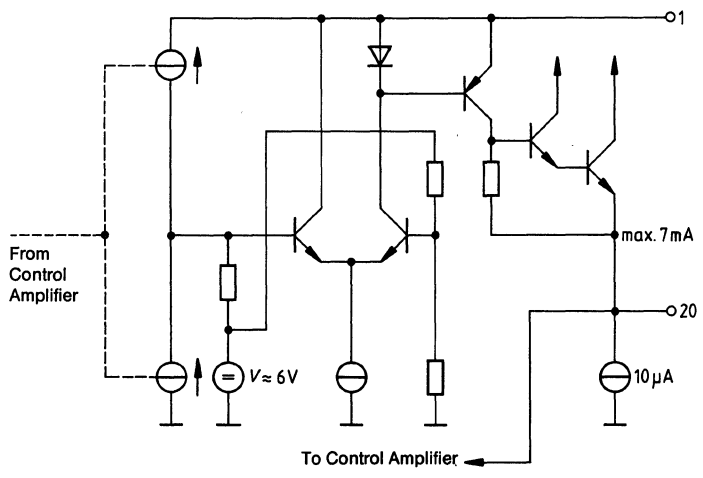 1
From
Control
Amplifier
max. 7mA
20
V≈6V
10µA
To Control Amplifier